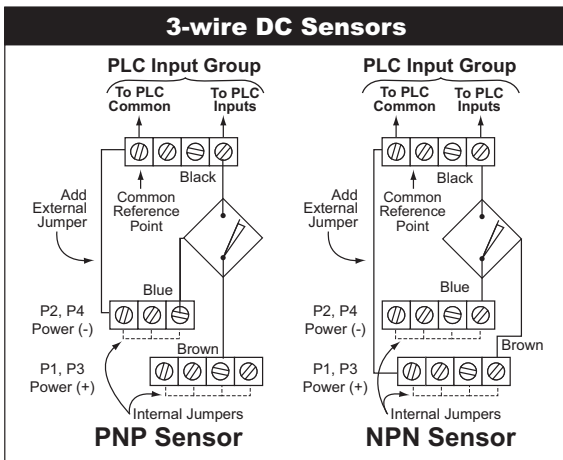 3-wire DC Sensors
PLC Input Group
To PLC
Common
To PLC
Inputs
Black
Add
External
Jumper
Common
Reference
Point
Blue
P2, P4
Power (-)
Brown
P1, P3
Power (+)
Internal Jumpers
PNP Sensor
PLC Input Group
To PLC
Common
To PLC
Inputs
Black
Add
External
Jumper
Common
Reference
Point
Blue
P2, P4
Power (-)
Brown
P1, P3
Power (+)
Internal Jumpers
NPN Sensor